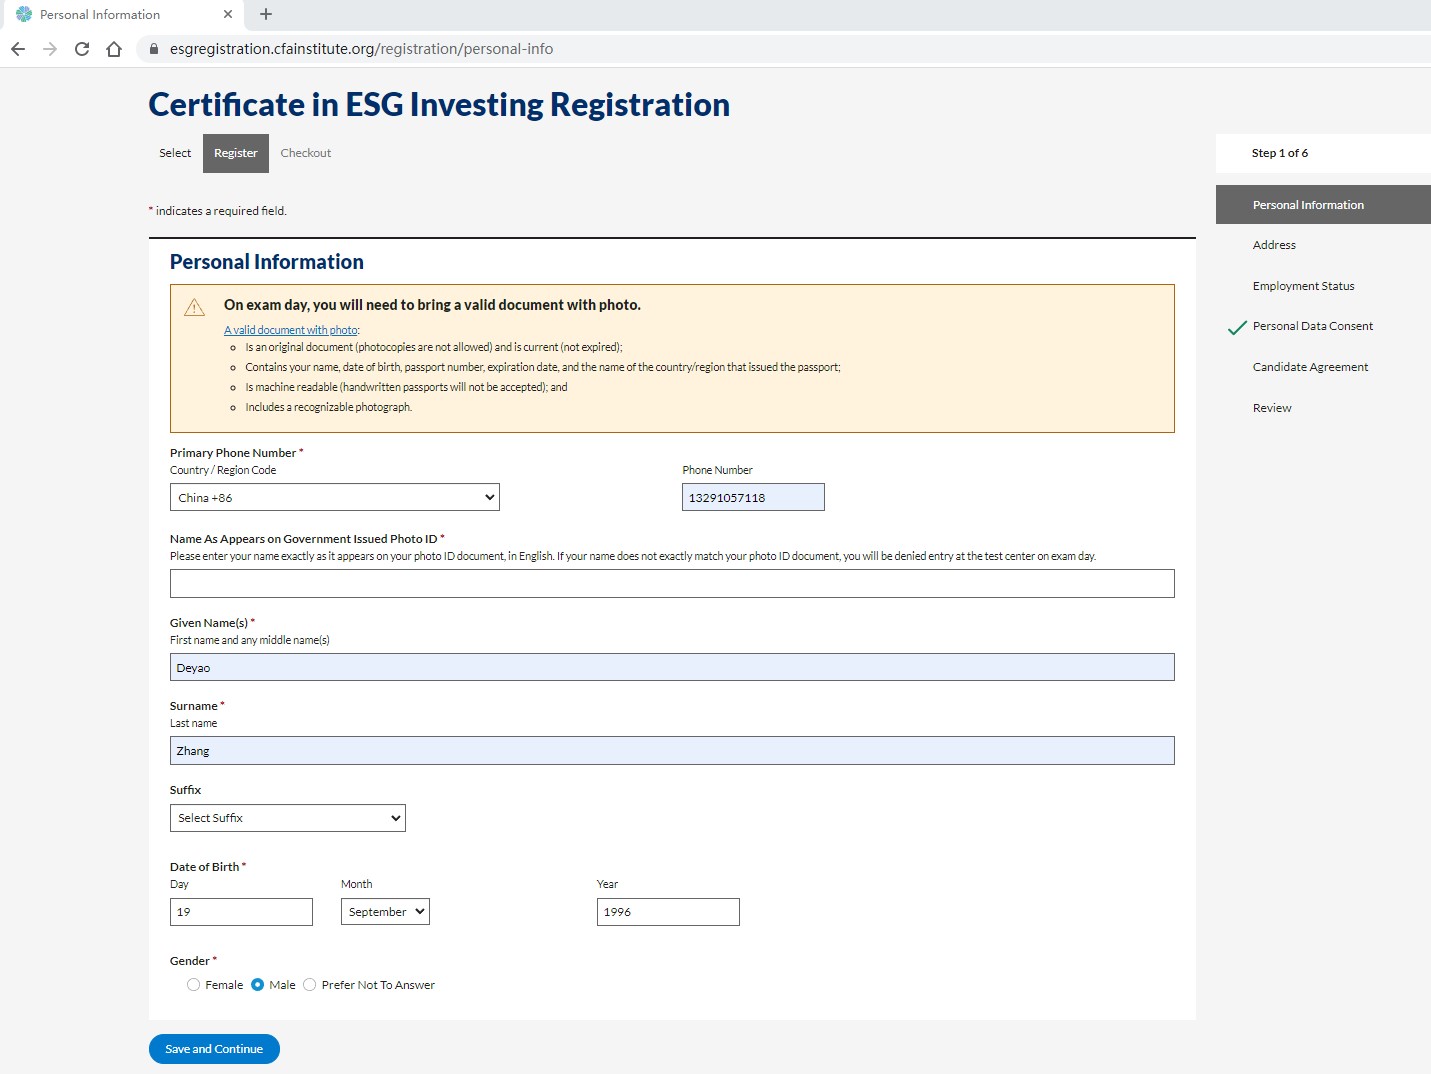 Personal Information
esgregistration.cfainstitute.org/registration/personal-info
Certificate in ESG Investing Registration
Select Register Checkout
* indicates a required field.
Personal Information
On exam day, you will need to bring a valid document with photo.
A valid document with photo:
Is an original document (photocopies are not allowed) and is current (not expired);
Contains your name, date of birth, passport number, expiration date, and the name of the country/region that issued the passport;
Is machine readable (handwritten passports will not be accepted); and
Includes a recognizable photograph.
Primary Phone Number *
Country / Region Code Phone Number
China +86 13291057118
Name As Appears on Government Issued Photo ID *
Please enter your name exactly as it appears on your photo ID document, in English. If your name does not exactly match your photo ID document, you will be denied entry at the test center on exam day.
Given Name(s) *
First name and any middle name(s)
Deyao
Surname *
Last name
Zhang
Suffix
Select Suffix
Date of Birth *
Day Month Year
19 September 1996
Gender *
Female Male Prefer Not To Answer
Save and Continue
Step 1 of 6
Personal Information
Address
Employment Status
Personal Data Consent
Candidate Agreement
Review